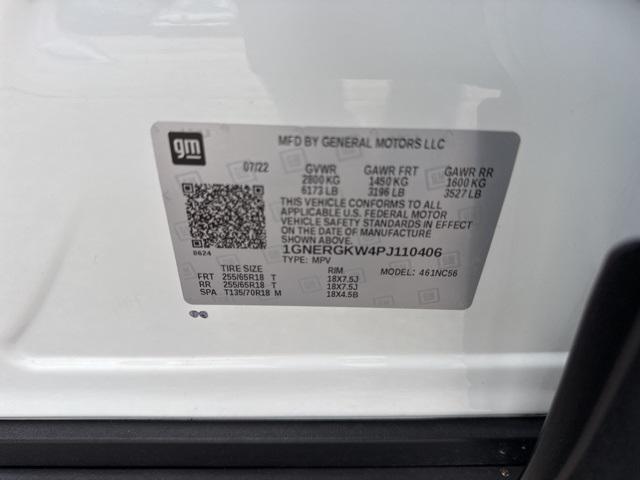 gm
MFD BY GENERAL MOTORS LLC
07/22 GVWR GAWR FRT GAWR RR
2800 KG 1450 KG 1600 KG
6173 LB 3196 LB 3527 LB
THIS VEHICLE CONFORMS TO ALL
APPLICABLE U.S. FEDERAL MOTOR
VEHICLE SAFETY STANDARDS IN EFFECT
ON THE DATE OF MANUFACTURE
SHOWN ABOVE
0624 1GNERGKW4PJ110406
TYPE: MPV MODEL: 461NC56
TIRE SIZE RIM
FRT 255/65R18 T 18X7.5J
RR 255/65R18 T 18X7.5J
SPA T135/70R18 M 18X4.5B